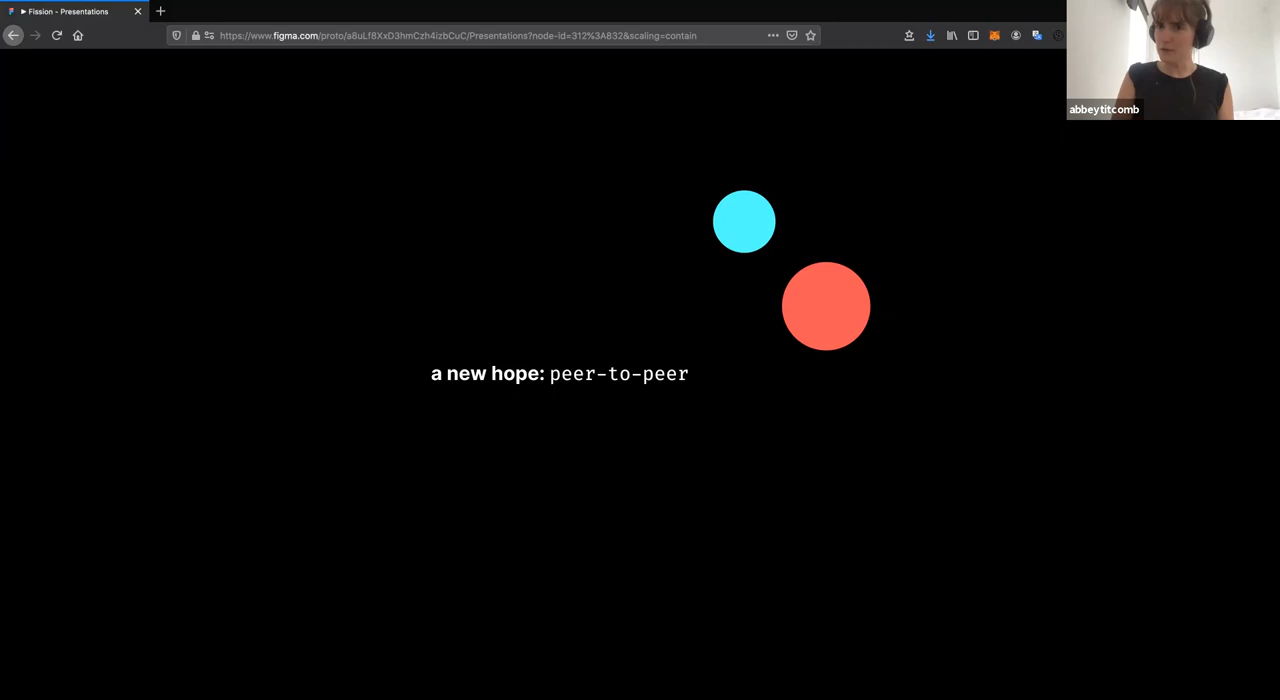 Fission - Presentations
https://www.figma.com/proto/a8uLf8XxD3hmCzh4izbCuC/Presentations?node-id=312%3A832&scaling=contain
abbeytitcomb
a new hope: peer-to-peer